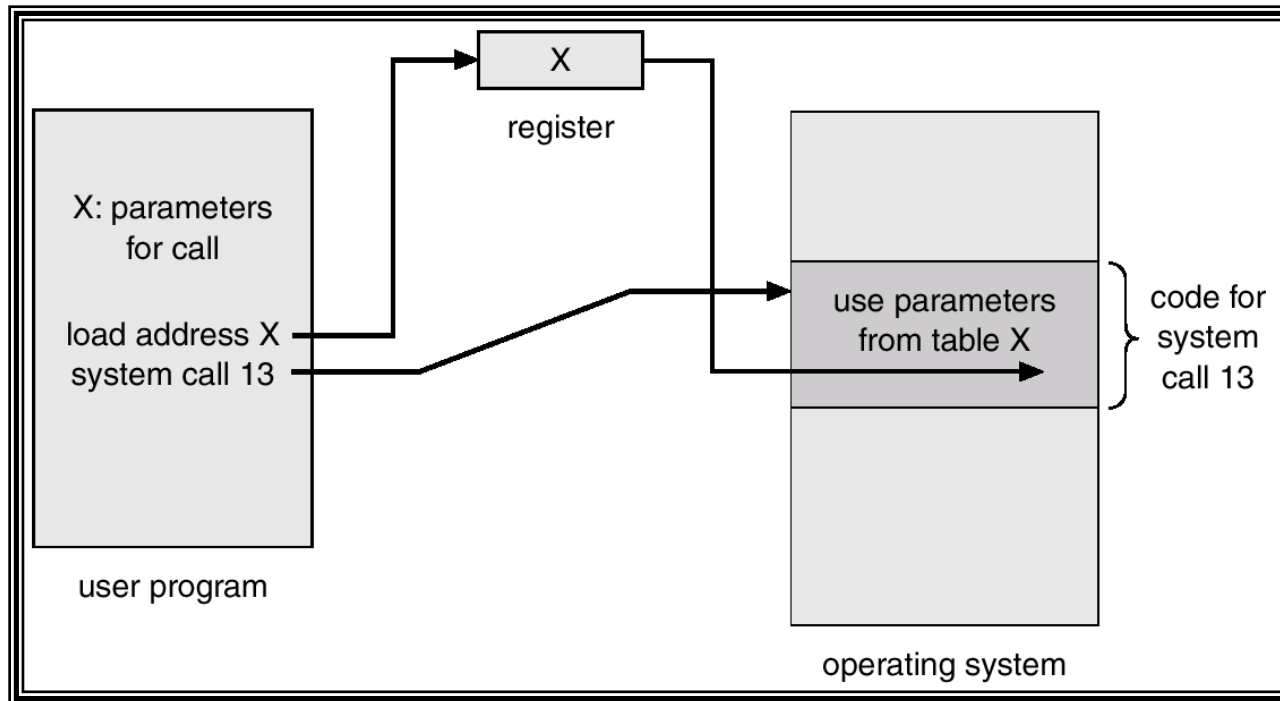 X
register
X: parameters
for call
load address X
system call 13
user program
use parameters
from table X
code for
system
call 13
operating system